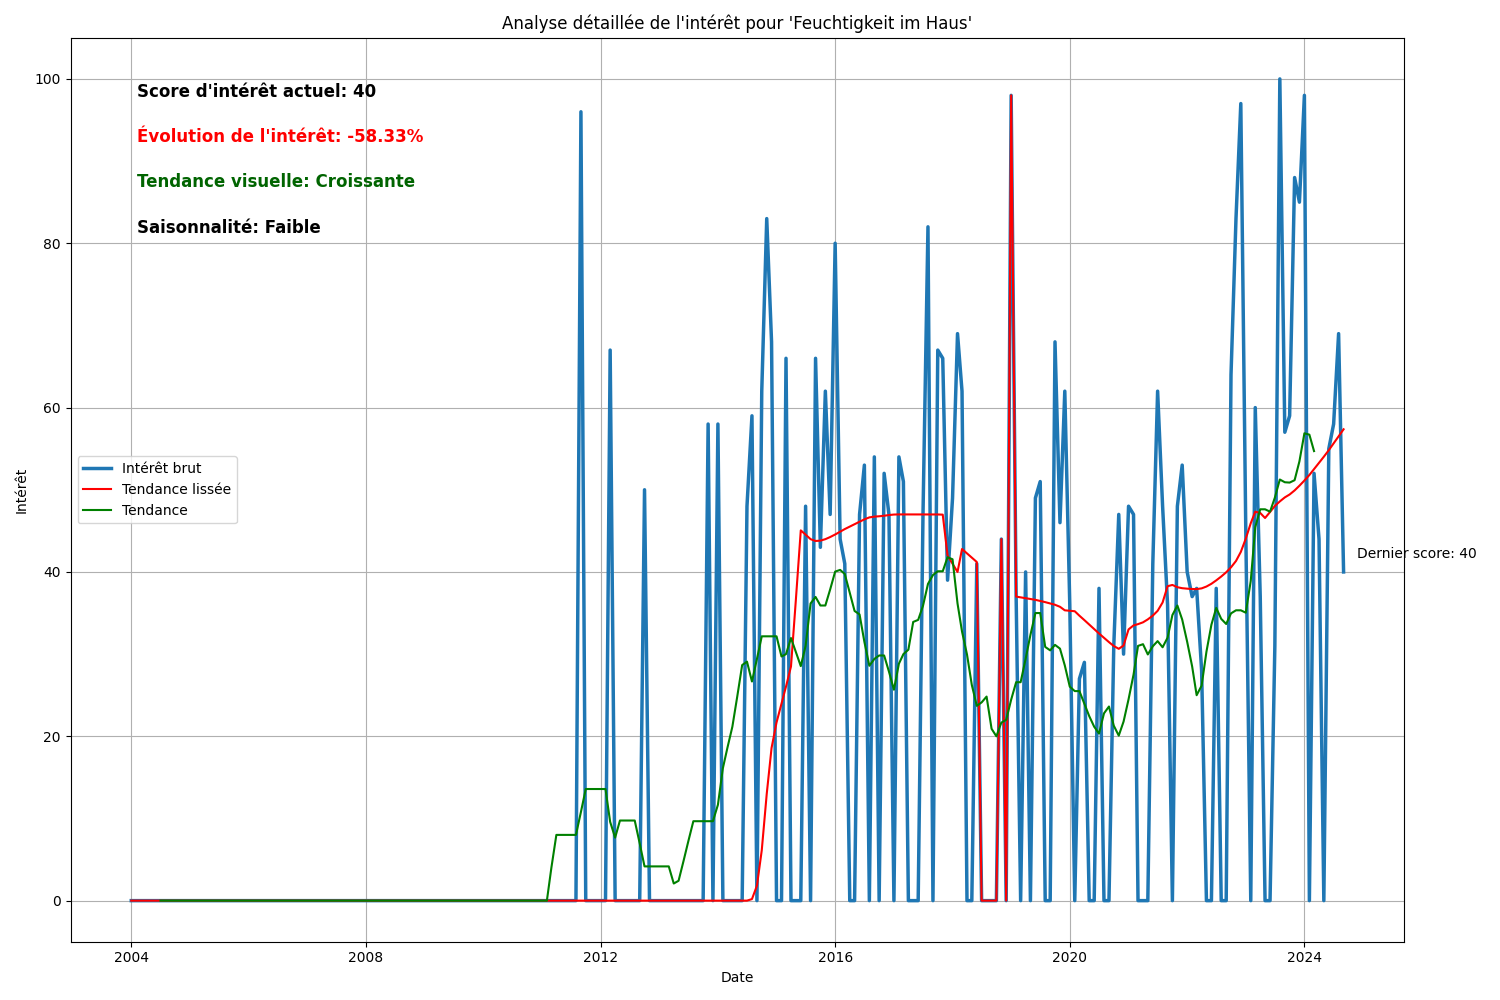 Analyse détaillée de l'intérêt pour 'Feuchtigkeit im Haus'
Score d'intérêt actuel: 40
Évolution de l'intérêt: -58.33%
Tendance visuelle: Croissante
Saisonnalité: Faible
100
80
60
40
20
0
Intérêt
Intérêt brut
Tendance lissée
Tendance
Dernier score: 40
2004 2008 2012 2016 2020 2024
Date